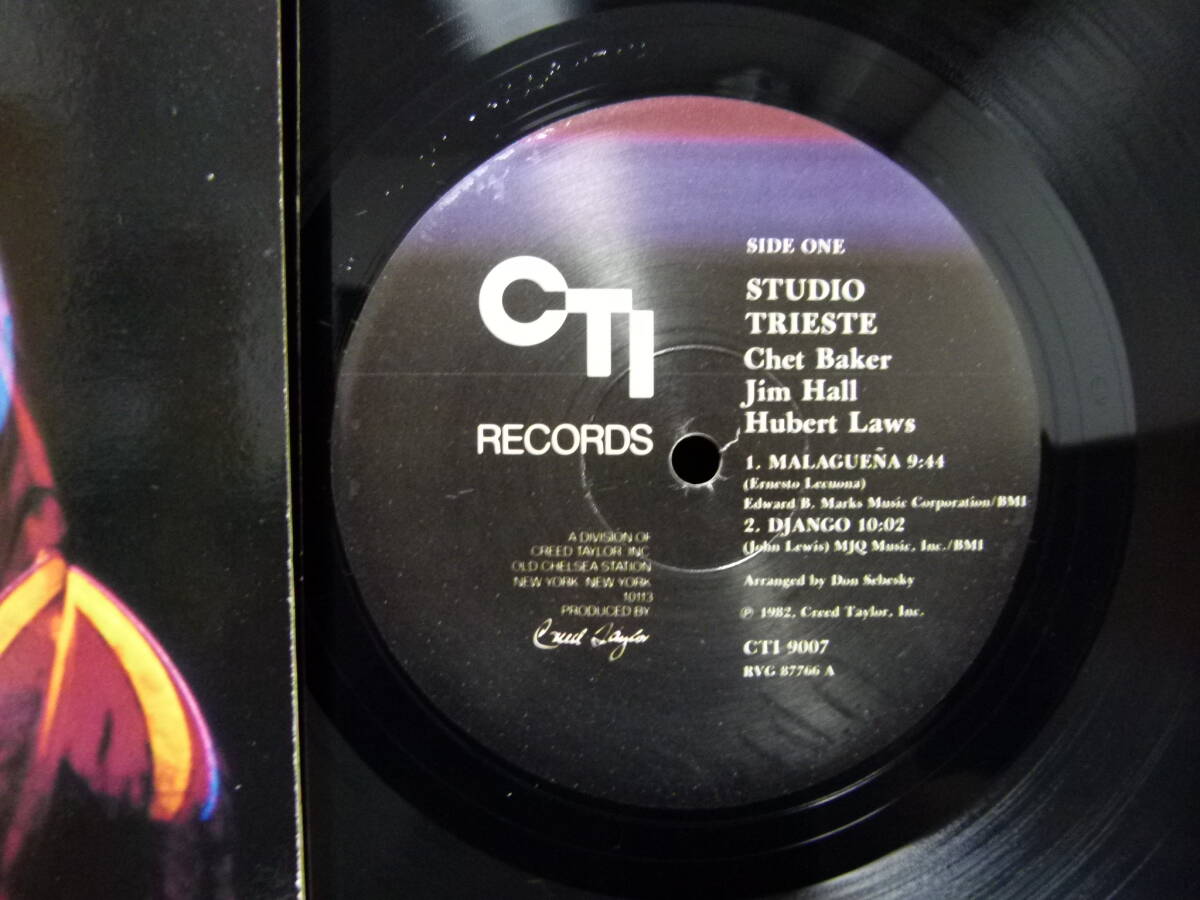 CTI
RECORDS
A DIVISION OF
CREED TAYLOR INC
OLD CHELSEA STATION
NEW YORK NEW YORK
10113
PRODUCED BY
Creed Taylor
SIDE ONE
STUDIO
TRIESTE
Chet Baker
Jim Hall
Hubert Laws
1. MALAGUEÑA 9:44
(Ernesto Lecuona)
Edward B. Marks Music Corporation/BMI
2. DJANGO 10:02
(John Lewis) MJQ Music, Inc./BMI
Arranged by Don Sebesky
℗ 1982, Creed Taylor, Inc.
CTI 9007
RVG 87766 A